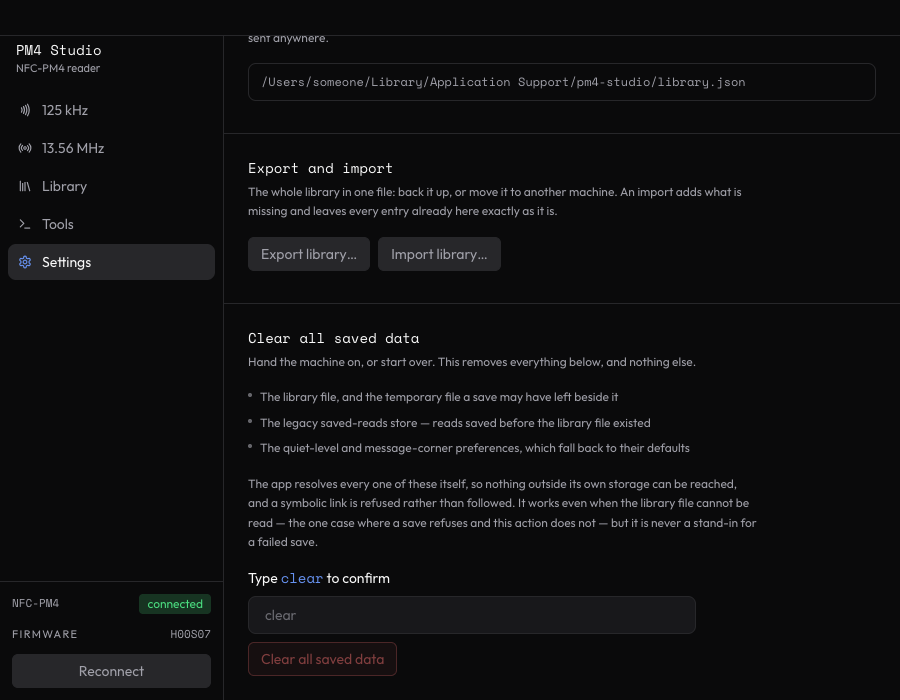 PM4 Studio
NFC-PM4 reader
125 kHz
13.56 MHz
Library
Tools
Settings
NFC-PM4
connected
FIRMWARE
H00S07
Reconnect
sent anywhere.
/Users/someone/Library/Application Support/pm4-studio/library.json
Export and import
The whole library in one file: back it up, or move it to another machine. An import adds what is
missing and leaves every entry already here exactly as it is.
Export library…
Import library…
Clear all saved data
Hand the machine on, or start over. This removes everything below, and nothing else.
The library file, and the temporary file a save may have left beside it
The legacy saved-reads store — reads saved before the library file existed
The quiet-level and message-corner preferences, which fall back to their defaults
The app resolves every one of these itself, so nothing outside its own storage can be reached,
and a symbolic link is refused rather than followed. It works even when the library file cannot be
read — the one case where a save refuses and this action does not — but it is never a stand-in for
a failed save.
Type clear to confirm
clear
Clear all saved data